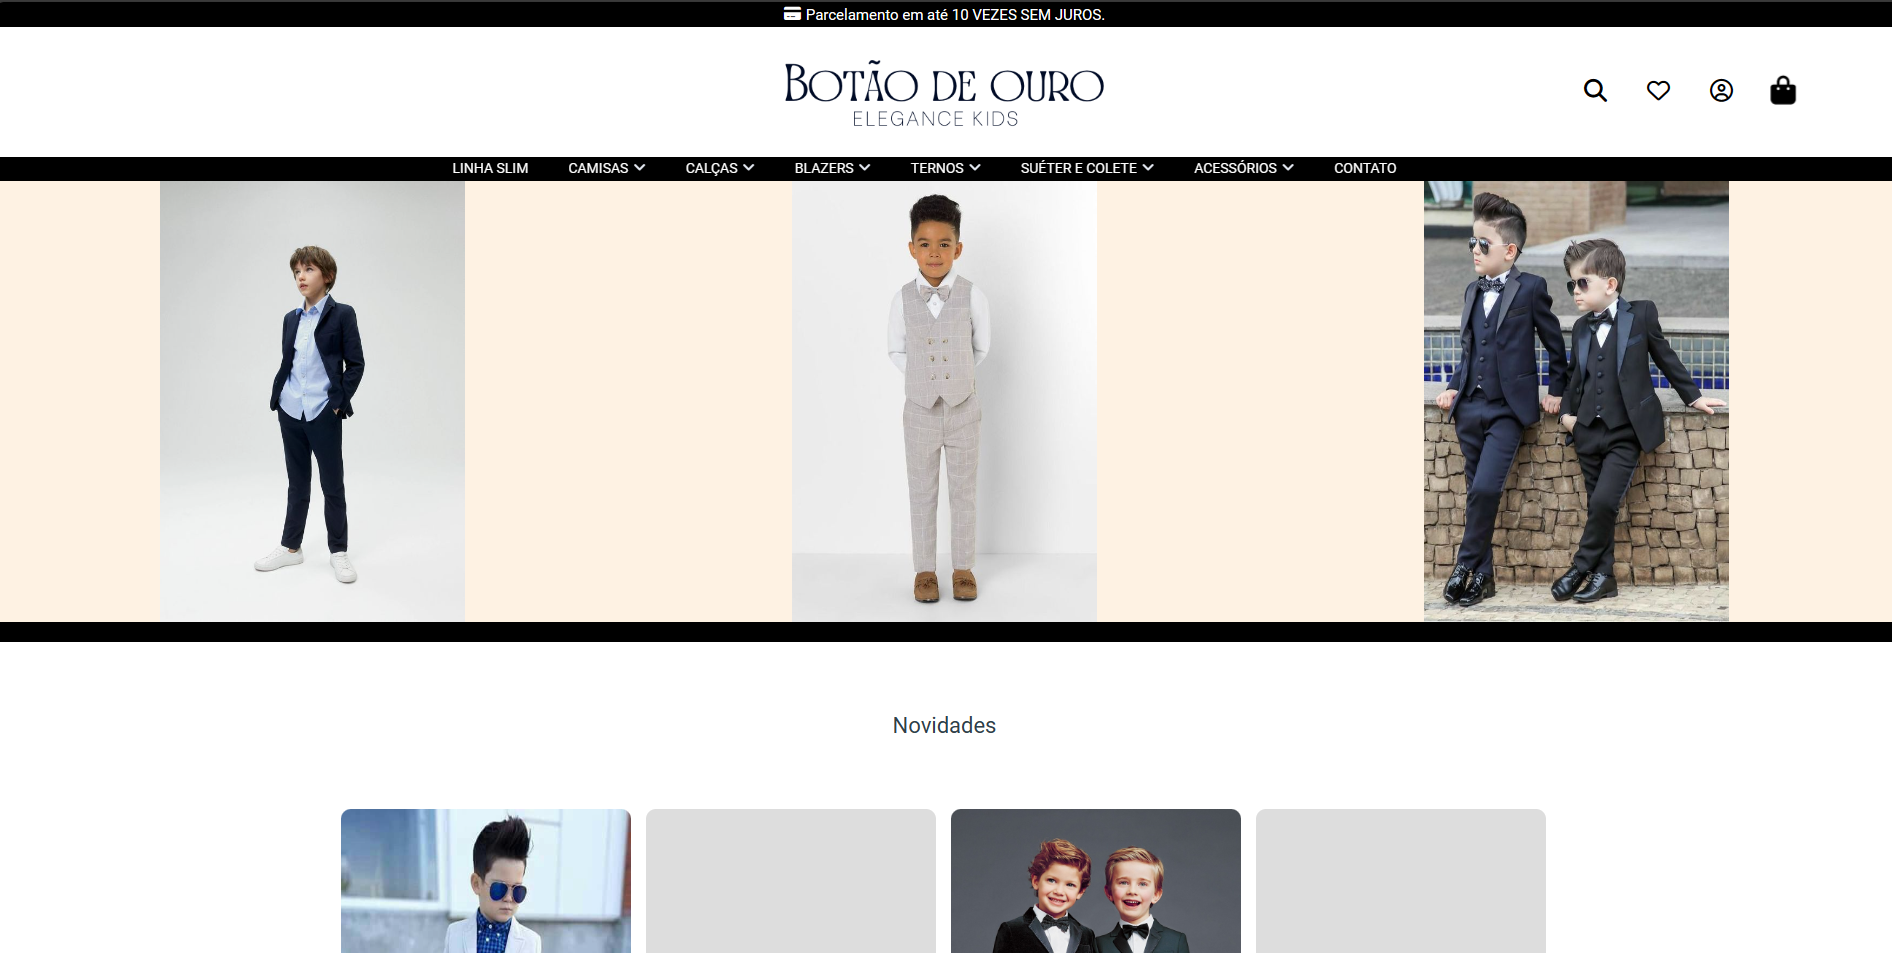 Parcelamento em até 10 VEZES SEM JUROS.
BOTÃO DE OURO
ELEGANCE KIDS
LINHA SLIM CAMISAS CALÇAS BLAZERS TERNOS SUÉTER E COLETE ACESSÓRIOS CONTATO
Novidades